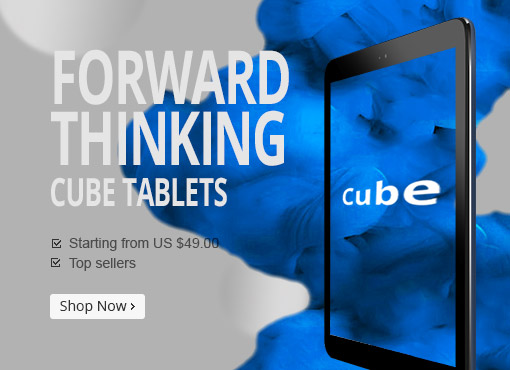 FORWARD
THINKING
CUBE TABLETS
Starting from US $49.00
Top sellers
Shop Now ›
Cube